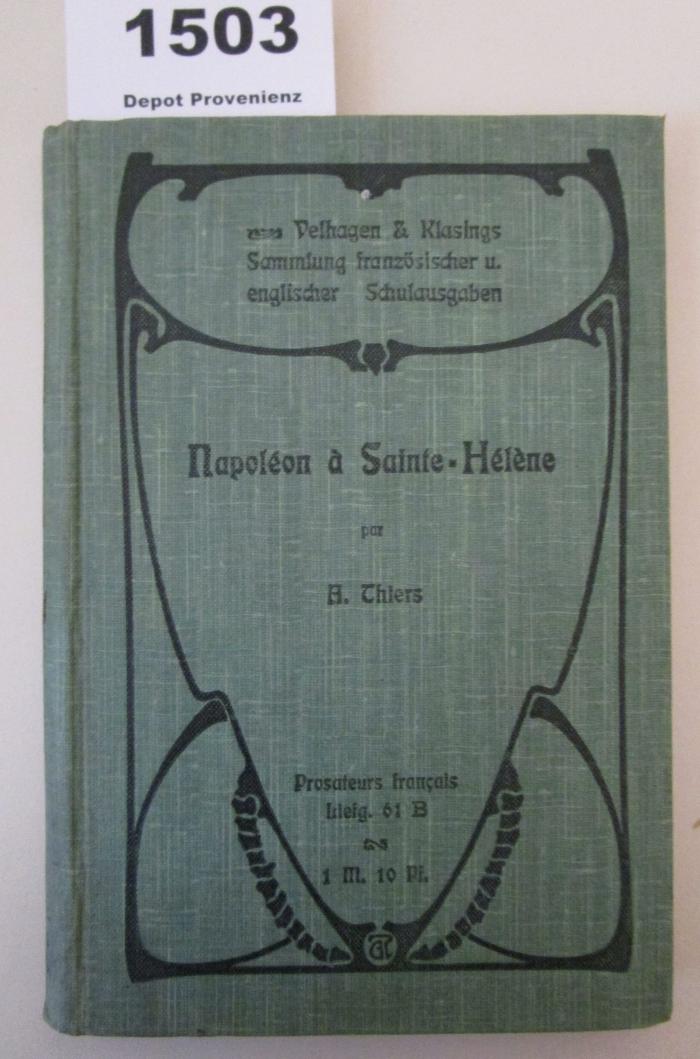 1503
Depot Provenienz
Velhagen & Klasings
Sammlung französischer u.
englischer Schulausgaben
Napoléon à Sainte-Hélène
par
A. Thiers
Prosateurs français
Liefg. 61 B
1 M. 10 Pf.